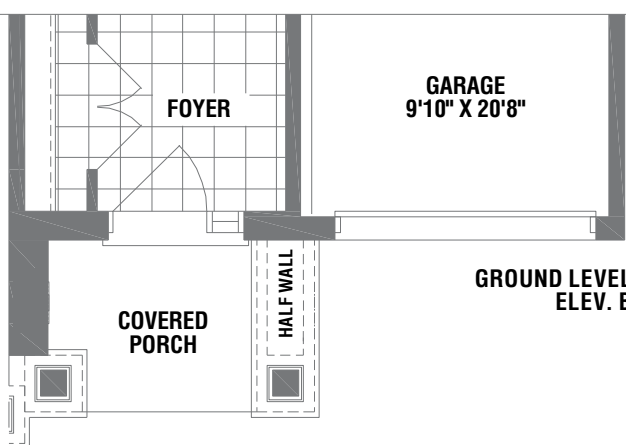 FOYER
GARAGE
9'10" X 20'8"
HALF WALL
GROUND LEVEL
ELEV. B
COVERED
PORCH